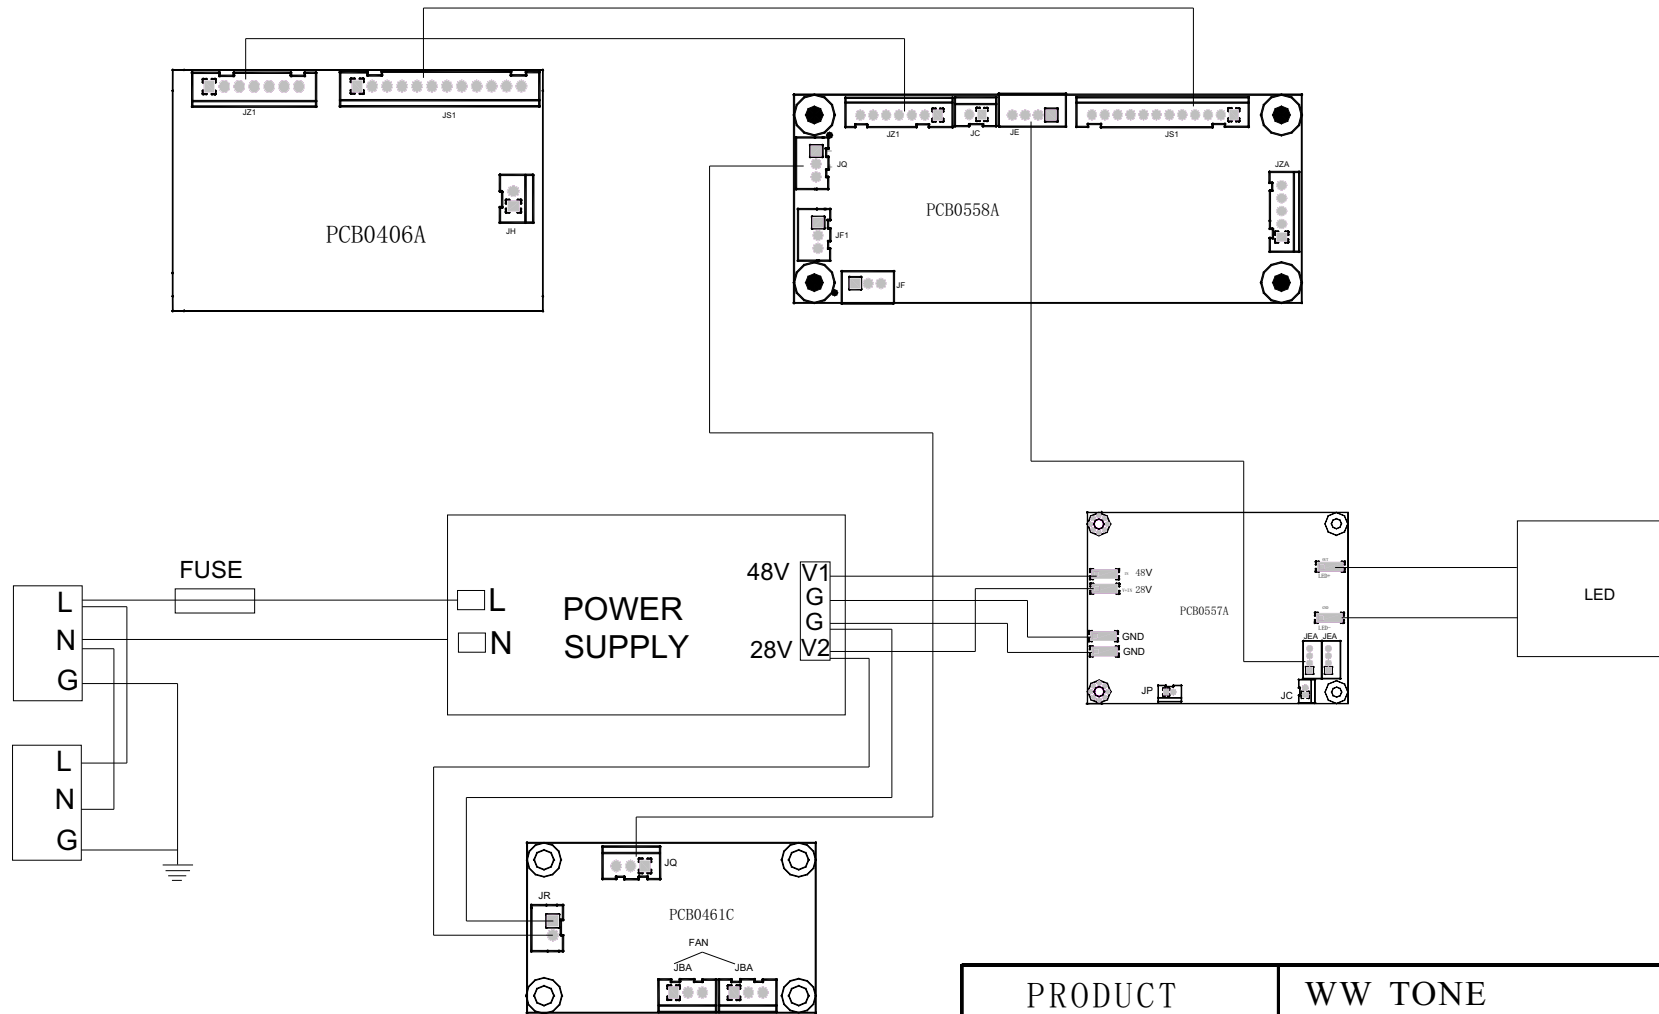 JZ1
JS1
JH
PCB0406A
JZ1
JC
JE
JS1
JQ
JZA
PCB0558A
JF1
JF
FUSE
L
N
G
L
N
G
L
N
POWER
SUPPLY
48V
V1
G
G
28V
V2
48V
28V
PCB0557A
GND
GND
LED+
LED-
JEA
JEA
JP
JC
LED
JQ
JR
PCB0461C
FAN
JBA
JBA
PRODUCT
WW TONE